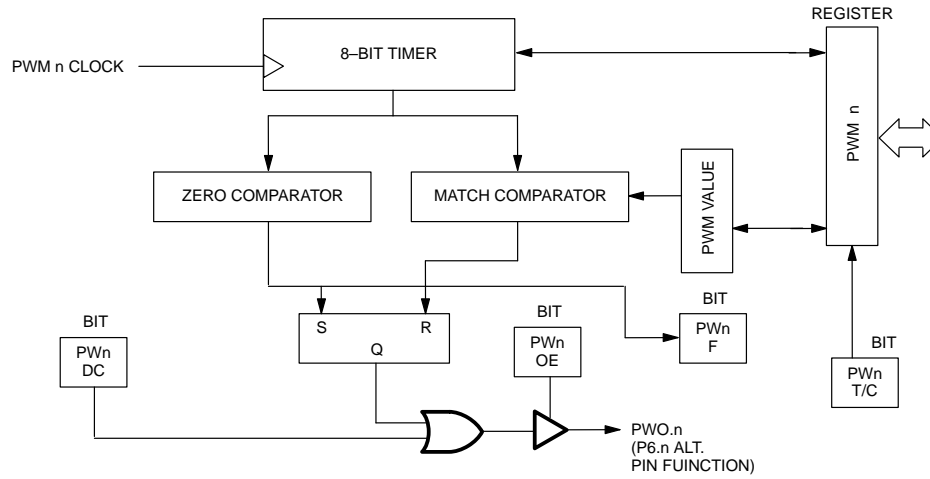 REGISTER
8–BIT TIMER
PWM n CLOCK
PWM n
ZERO COMPARATOR
MATCH COMPARATOR
PWM VALUE
BIT
PWn
DC
S
R
Q
BIT
PWn
OE
BIT
PWn
F
BIT
PWn
T/C
PWO.n
(P6.n ALT.
PIN FUINCTION)